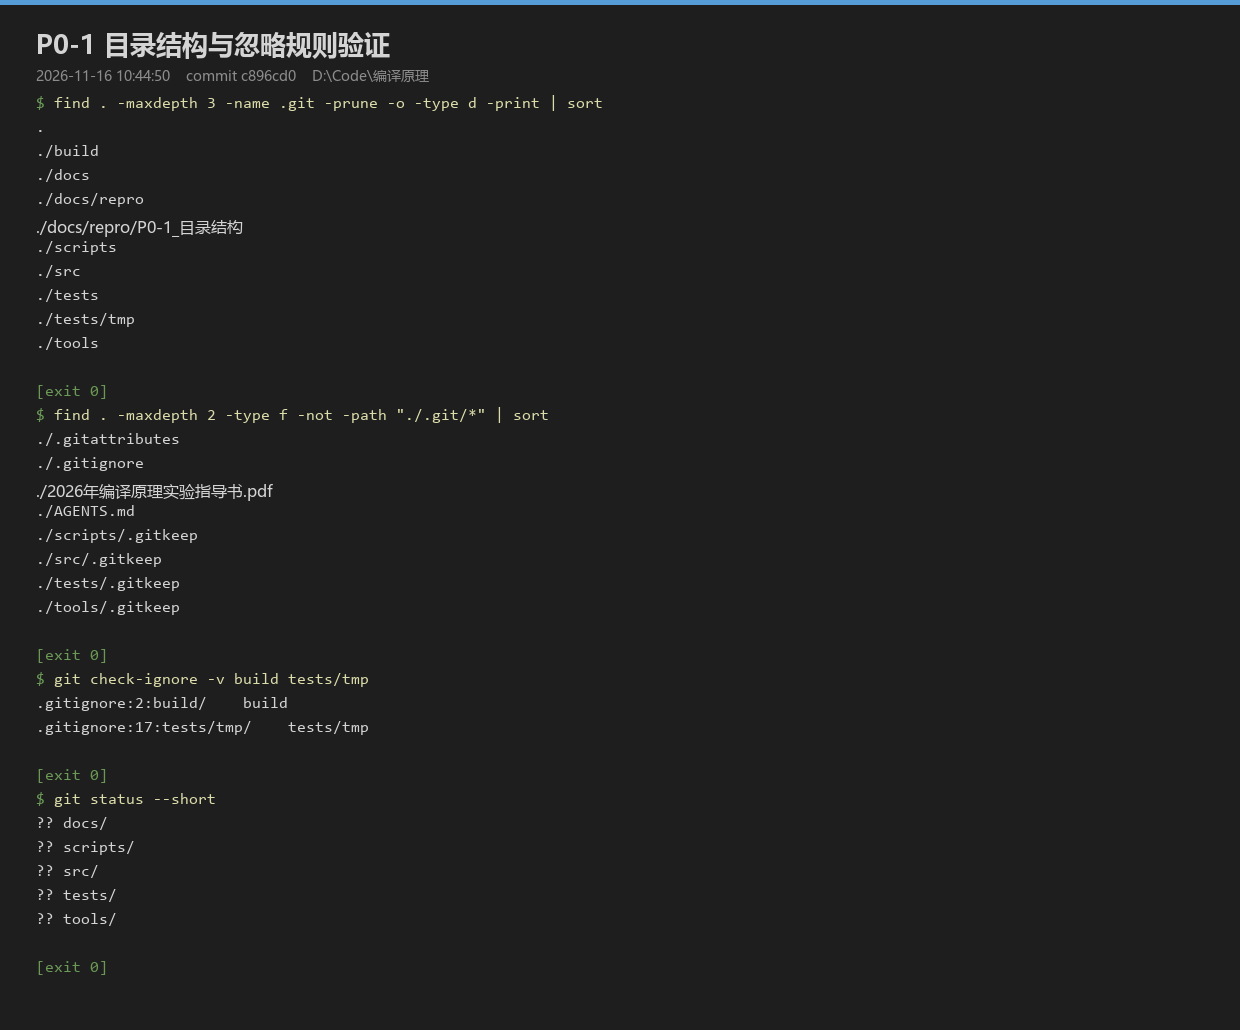 P0-1 目录结构与忽略规则验证
2026-11-16 10:44:50 commit c896cd0 D:\Code\编译原理
$ find . -maxdepth 3 -name .git -prune -o -type d -print | sort
.
./build
./docs
./docs/repro
./docs/repro/P0-1_目录结构
./scripts
./src
./tests
./tests/tmp
./tools
[exit 0]
$ find . -maxdepth 2 -type f -not -path "./.git/*" | sort
./.gitattributes
./.gitignore
./2026年编译原理实验指导书.pdf
./AGENTS.md
./scripts/.gitkeep
./src/.gitkeep
./tests/.gitkeep
./tools/.gitkeep
[exit 0]
$ git check-ignore -v build tests/tmp
.gitignore:2:build/    build
.gitignore:17:tests/tmp/    tests/tmp
[exit 0]
$ git status --short
?? docs/
?? scripts/
?? src/
?? tests/
?? tools/
[exit 0]